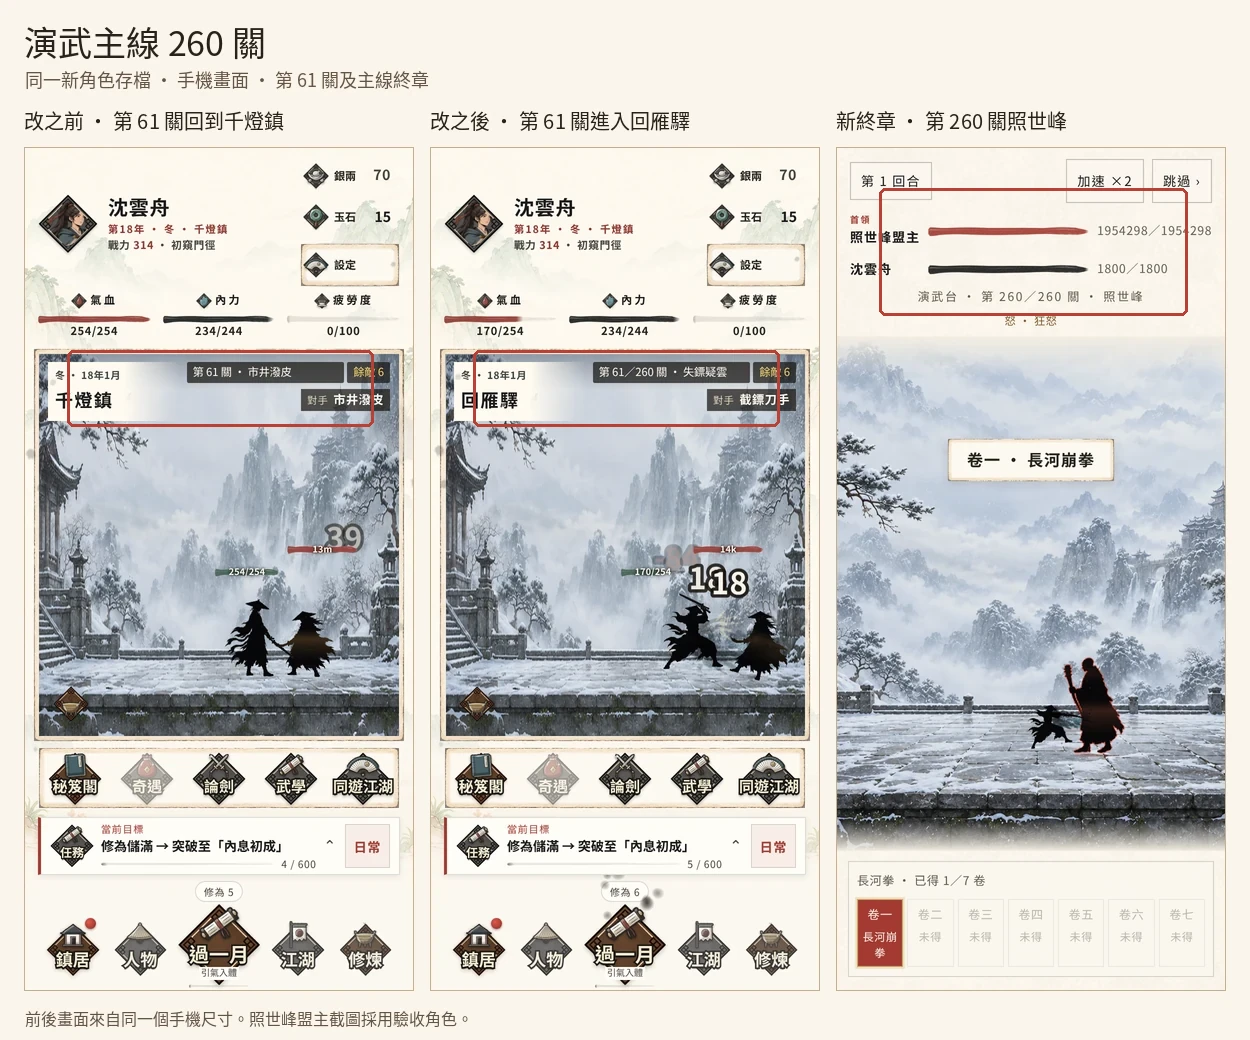 演武主線 260 關
同一新角色存檔 · 手機畫面 · 第 61 關及主線終章
改之前 · 第 61 關回到千燈鎮
銀兩 70
沈雲舟
玉石 15
第18年 · 冬 · 千燈鎮
戰力 314 · 初窺門徑
設定
氣血
內力
疲勞度
254/254
234/244
0/100
冬 · 18年1月
第 61 關 · 市井潑皮
餘敵 6
千燈鎮
對手 市井潑皮
39
13m
254/254
秘笈閣
奇遇
論劍
武學
同遊江湖
當前目標
任務
修為儲滿 → 突破至「內息初成」
4 / 600
日常
修為 5
鎮居
人物
過一月
江湖
修煉
引氣入體
改之後 · 第 61 關進入回雁驛
銀兩 70
沈雲舟
玉石 15
第18年 · 冬 · 千燈鎮
戰力 314 · 初窺門徑
設定
氣血
內力
疲勞度
170/254
234/244
0/100
冬 · 18年1月
第 61／260 關 · 失鏢疑雲
餘敵 6
回雁驛
對手 截鏢刀手
14k
170/254
18
秘笈閣
奇遇
論劍
武學
同遊江湖
當前目標
任務
修為儲滿 → 突破至「內息初成」
5 / 600
日常
修為 6
鎮居
人物
過一月
江湖
修煉
引氣入體
新終章 · 第 260 關照世峰
第 1 回合
加速 ×2
跳過 ›
首領
照世峰盟主
1954298／1954298
沈雲舟
1800／1800
演武台 · 第 260／260 關 · 照世峰
怒 · 狂怒
卷一 · 長河崩拳
長河拳 · 已得 1／7 卷
卷一
長河崩拳
卷二
未得
卷三
未得
卷四
未得
卷五
未得
卷六
未得
卷七
未得
前後畫面來自同一個手機尺寸。照世峰盟主截圖採用驗收角色。